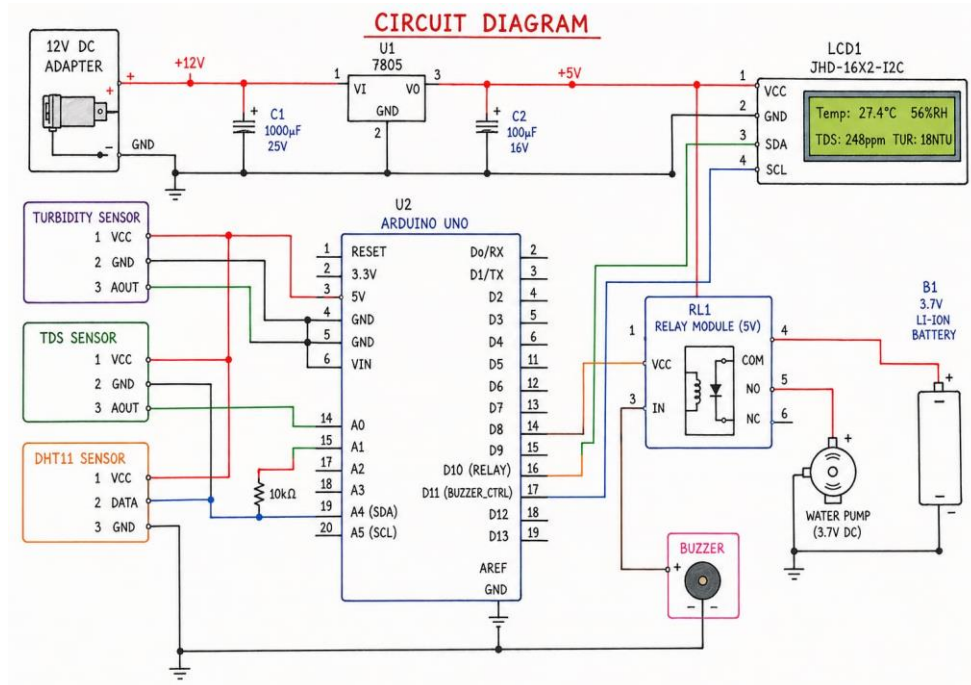 CIRCUIT DIAGRAM
12V DC
ADAPTER
+
+
−
GND
+12V
+
C1
1000µF
25V
U1
7805
1
VI
VO
3
GND
2
+
C2
100µF
16V
+5V
LCD1
JHD-16X2-I2C
1 VCC
2 GND
3 SDA
4 SCL
Temp: 27.4°C 56%RH
TDS: 248ppm TUR: 18NTU
TURBIDITY SENSOR
1 VCC
2 GND
3 AOUT
TDS SENSOR
1 VCC
2 GND
3 AOUT
DHT11 SENSOR
1 VCC
2 DATA
3 GND
10kΩ
U2
ARDUINO UNO
1 RESET
2 3.3V
3 5V
4 GND
5 GND
6 VIN
14 A0
15 A1
17 A2
18 A3
19 A4 (SDA)
20 A5 (SCL)
Do/RX 2
D1/TX 3
D2 4
D3 5
D4 6
D5 11
D6 12
D7 13
D8 14
D9 15
D10 (RELAY) 16
D11 (BUZZER_CTRL) 17
D12 18
D13 19
AREF
GND
RL1
RELAY MODULE (5V)
1
VCC
3 IN
COM 4
NO 5
NC 6
B1
3.7V
LI-ION
BATTERY
+
−
+
−
WATER PUMP
(3.7V DC)
BUZZER
+
− −